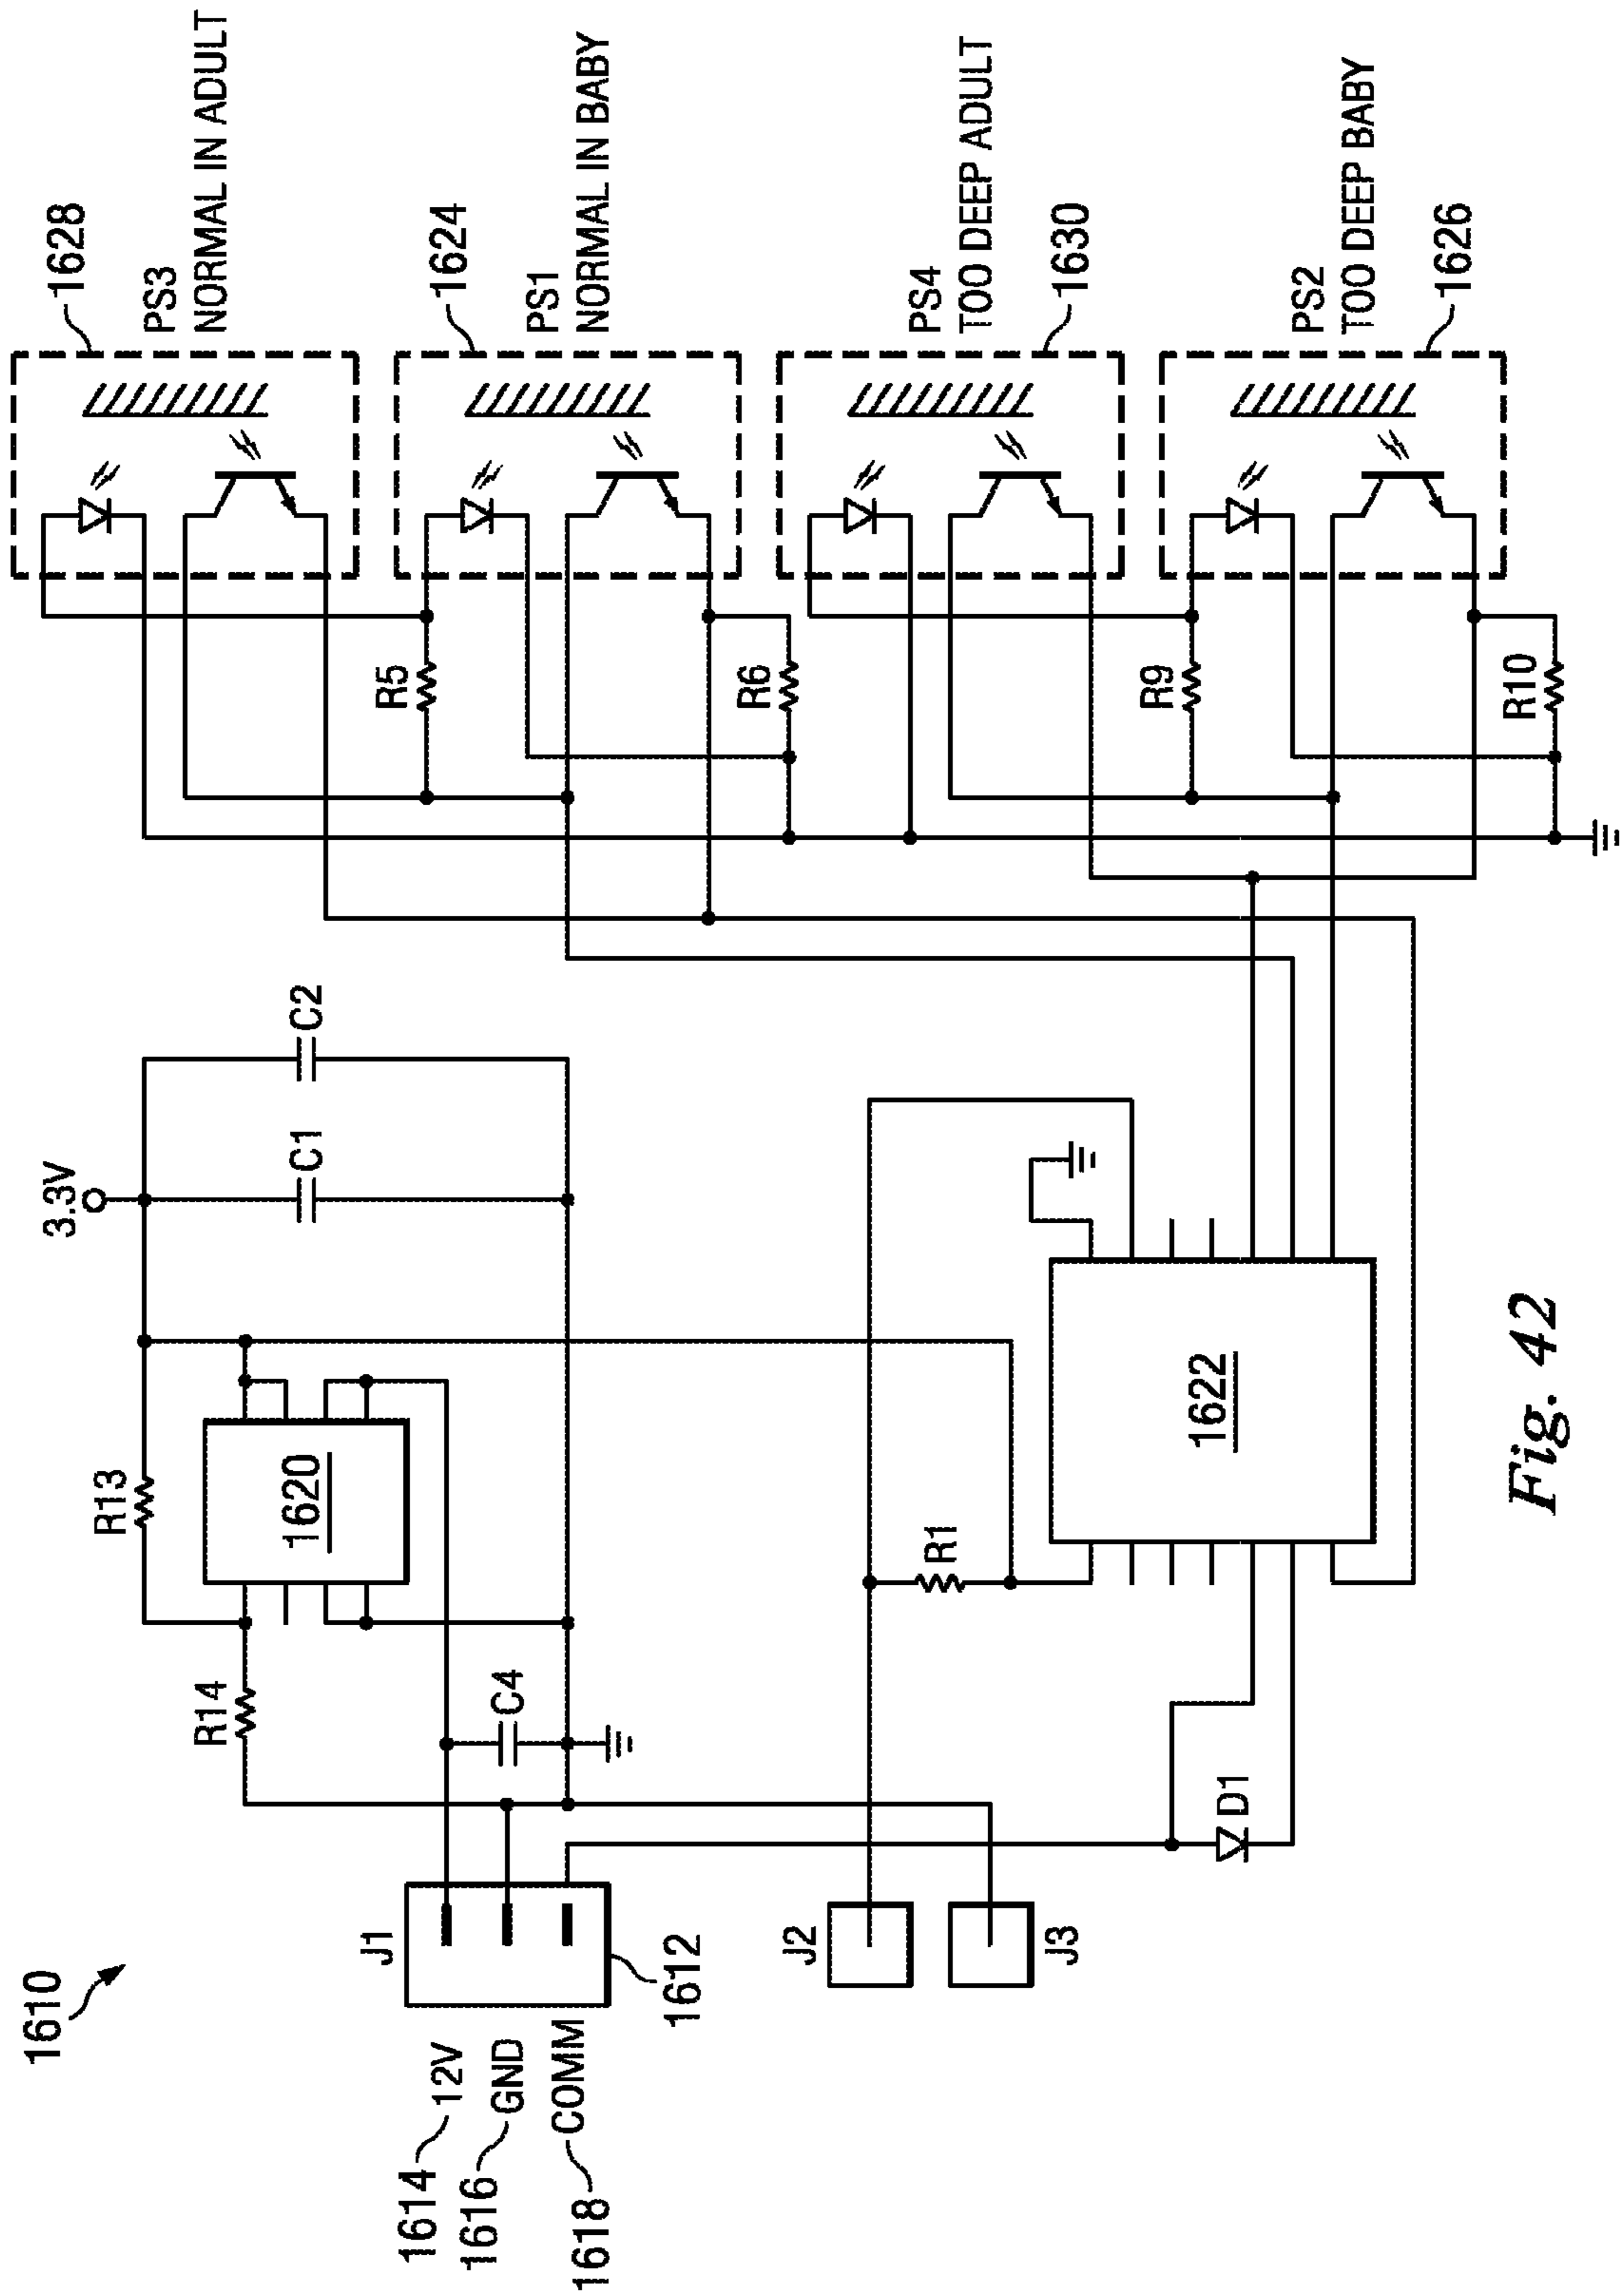 1610
1614
12V
1616
GND
1618
COMM
J1
1612
R14
R13
1620
C4
3.3V
C1
C2
J2
J3
R1
D1
1622
R5
R6
R9
R10
1628
PS3
NORMAL IN ADULT
1624
PS1
NORMAL IN BABY
PS4
TOO DEEP ADULT
1630
PS2
TOO DEEP BABY
1626
Fig. 42